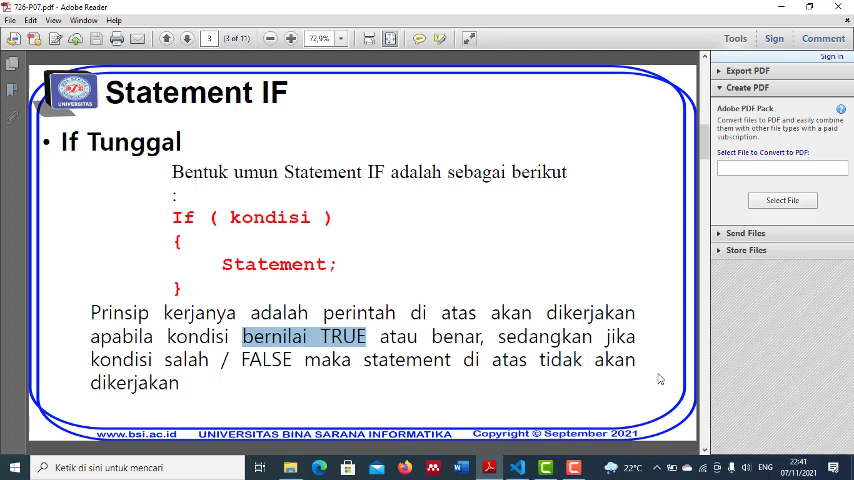 726-P07.pdf - Adobe Reader
File Edit View Window Help
3 (3 of 11) 72,9% Tools Sign Comment
Sign In
Export PDF
Create PDF
Adobe PDF Pack
Convert files to PDF and easily combine
them with other file types with a paid
subscription.
Select File to Convert to PDF:
Select File
Send Files
Store Files
UNIVERSITAS
Statement IF
• If Tunggal
Bentuk umun Statement IF adalah sebagai berikut
:
If ( kondisi )
{
Statement;
}
Prinsip kerjanya adalah perintah di atas akan dikerjakan
apabila kondisi bernilai TRUE atau benar, sedangkan jika
kondisi salah / FALSE maka statement di atas tidak akan
dikerjakan
www.bsi.ac.id UNIVERSITAS BINA SARANA INFORMATIKA Copyright © September 2021
Ketik di sini untuk mencari 22°C ENG 22:41
07/11/2021